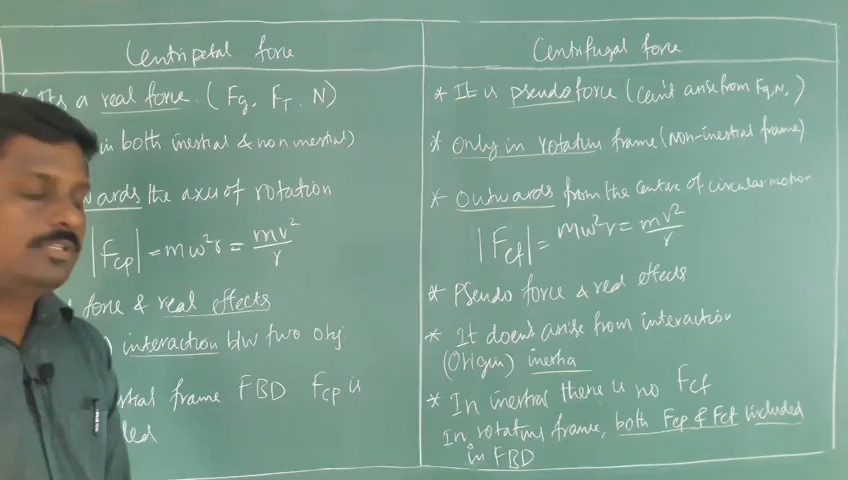 Centripetal force
It's a real force. (Fg, FT, N)
in both inertial & non inertial)
wards the axis of rotation
|Fcp| = mω²r = mv²/r
force & real effects
interaction b/w two obj.
tial frame FBD Fcp is
ded
Centrifugal force
* It is pseudo force (can't arise from Fg, N,)
* Only in rotating frame (non-inertial frame)
* Outwards from the centre of circular motion
|Fcf| = mω²r = mv²/r
* Pseudo force & real effects
* It doesn't arise from interaction
(Origin) inertia
* In inertial there is no Fcf
In rotating frame, both Fcp & Fcf included
in FBD